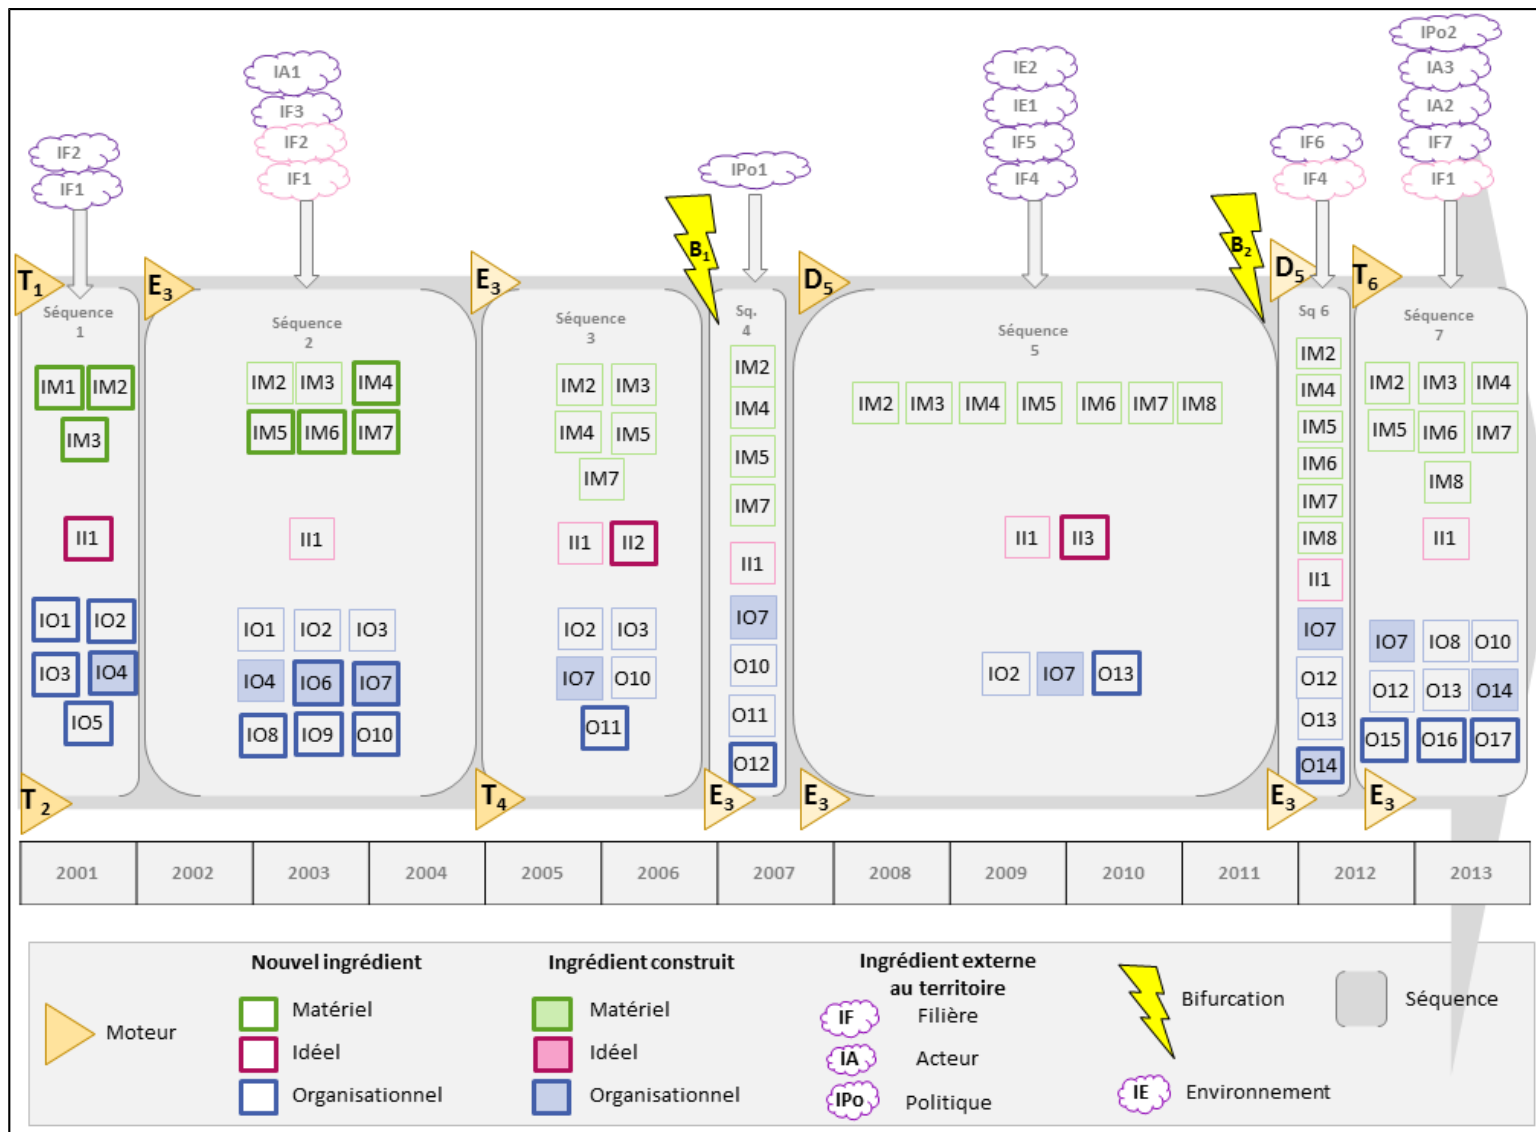 IPo2
IA1 IE2 IA3
IF3 IE1 IA2
IF2 IF2 IF5 IF6 IF7
IF1 IF1 IPo1 IF4 IF4 IF1
B1 B2
T1 E3 E3 D5 D5 T6
Séquence Séquence Séquence Sq. Séquence Sq 6 Séquence
1 2 3 4 5 7
IM1 IM2
IM3
II1
IO1 IO2
IO3 IO4
IO5
IM2 IM3 IM4
IM5 IM6 IM7
II1
IO1 IO2 IO3
IO4 IO6 IO7
IO8 IO9 O10
IM2 IM3
IM4 IM5
IM7
II1 II2
IO2 IO3
IO7 O10
O11
IM2
IM4
IM5
IM7
II1
IO7
O10
O11
O12
IM2 IM3 IM4 IM5 IM6 IM7 IM8
II1 II3
IO2 IO7 O13
IM2
IM4
IM5
IM6
IM7
IM8
II1
IO7
O12
O13
O14
IM2 IM3 IM4
IM5 IM6 IM7
IM8
II1
IO7 IO8 O10
O12 O13 O14
O15 O16 O17
T2 T4 E3 E3 E3 E3
2001 2002 2003 2004 2005 2006 2007 2008 2009 2010 2011 2012 2013
Moteur
Nouvel ingrédient
Matériel
Idéel
Organisationnel
Ingrédient construit
Matériel
Idéel
Organisationnel
Ingrédient externe
au territoire
IF Filière
IA Acteur
IPo Politique
Bifurcation
IE Environnement
Séquence